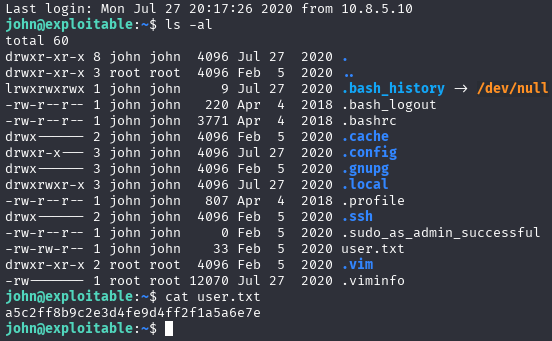 Last login: Mon Jul 27 20:17:26 2020 from 10.8.5.10
john@exploitable:~$ ls -al
total 60
drwxr-xr-x 8 john john  4096 Jul 27  2020 .
drwxr-xr-x 3 root root  4096 Feb  5  2020 ..
lrwxrwxrwx 1 john john     9 Jul 27  2020 .bash_history -> /dev/null
-rw-r--r-- 1 john john   220 Apr  4  2018 .bash_logout
-rw-r--r-- 1 john john  3771 Apr  4  2018 .bashrc
drwx------ 2 john john  4096 Feb  5  2020 .cache
drwxr-x--- 3 john john  4096 Jul 27  2020 .config
drwx------ 3 john john  4096 Feb  5  2020 .gnupg
drwxrwxr-x 3 john john  4096 Jul 27  2020 .local
-rw-r--r-- 1 john john   807 Apr  4  2018 .profile
drwx------ 2 john john  4096 Feb  5  2020 .ssh
-rw-r--r-- 1 john john     0 Feb  5  2020 .sudo_as_admin_successful
-rw-rw-r-- 1 john john    33 Feb  5  2020 user.txt
drwxr-xr-x 2 root root  4096 Feb  5  2020 .vim
-rw------- 1 root root 12070 Jul 27  2020 .viminfo
john@exploitable:~$ cat user.txt
a5c2ff8b9c2e3d4fe9d4ff2f1a5a6e7e
john@exploitable:~$